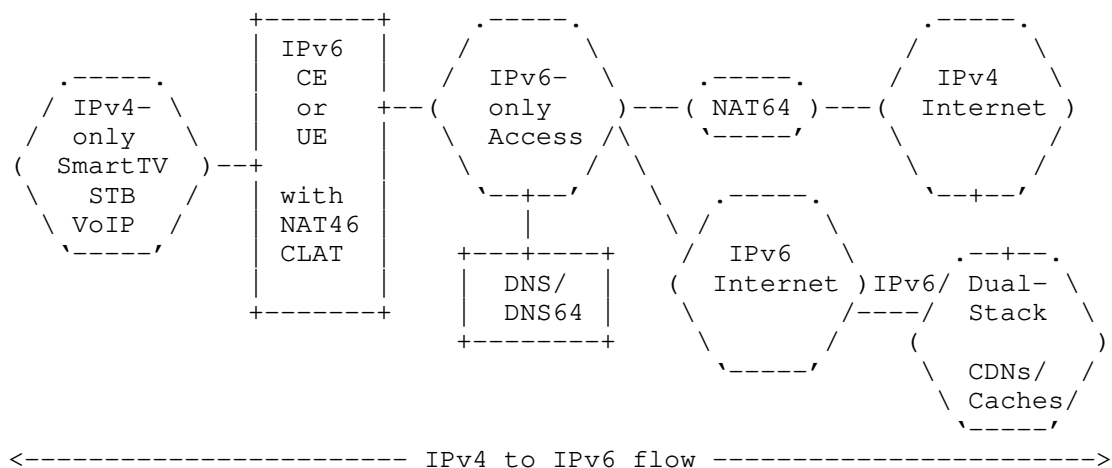 IPv4-
only
SmartTV
STB
VoIP
IPv6
CE
or
UE
with
NAT46
CLAT
IPv6-
only
Access
DNS/
DNS64
NAT64
IPv4
Internet
IPv6
Internet
IPv6
Dual-
Stack
CDNs/
Caches
IPv4 to IPv6 flow